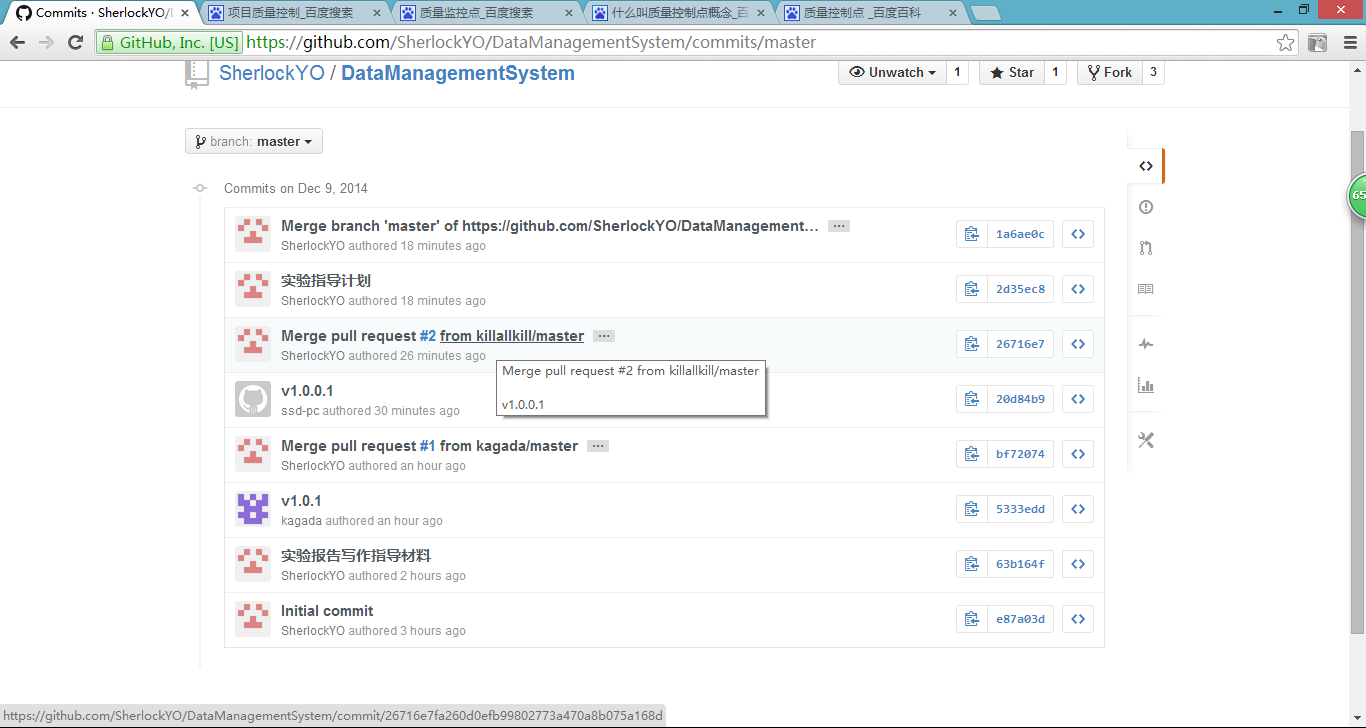 Commits · SherlockYO/
项目质量控制_百度搜索
质量监控点_百度搜索
什么叫质量控制点概念_百
质量控制点 _百度百科
GitHub, Inc. [US] https://github.com/SherlockYO/DataManagementSystem/commits/master
SherlockYO / DataManagementSystem
Unwatch 1
Star 1
Fork 3
branch: master
Commits on Dec 9, 2014
Merge branch 'master' of https://github.com/SherlockYO/DataManagement… …
SherlockYO authored 18 minutes ago
1a6ae0c
实验指导计划
SherlockYO authored 18 minutes ago
2d35ec8
Merge pull request #2 from killallkill/master …
SherlockYO authored 26 minutes ago
26716e7
Merge pull request #2 from killallkill/master
v1.0.0.1
v1.0.0.1
ssd-pc authored 30 minutes ago
20d84b9
Merge pull request #1 from kagada/master …
SherlockYO authored an hour ago
bf72074
v1.0.1
kagada authored an hour ago
5333edd
实验报告写作指导材料
SherlockYO authored 2 hours ago
63b164f
Initial commit
SherlockYO authored 3 hours ago
e87a03d
65
https://github.com/SherlockYO/DataManagementSystem/commit/26716e7fa260d0efb99802773a470a8b075a168d